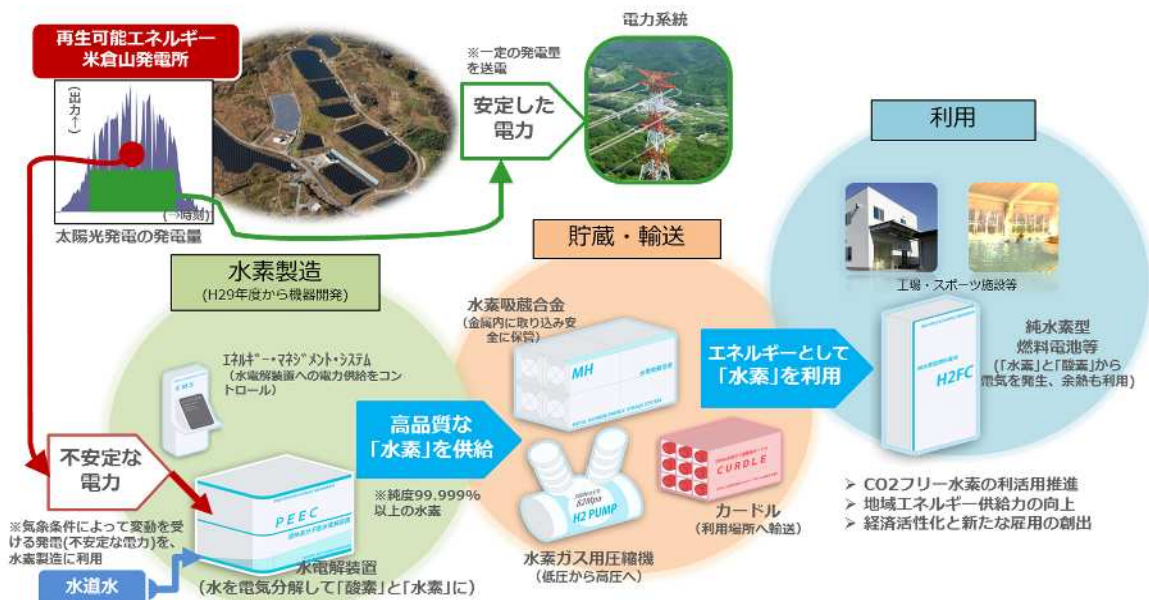 再生可能エネルギー
米倉山発電所
(出力→)
(→時刻)
太陽光発電の発電量
※一定の発電量
を送電
安定した
電力
電力系統
利用
工場・スポーツ施設等
純水素型
燃料電池等
(「水素」と「酸素」から
電気を発生、余熱も利用)
H2FC
貯蔵・輸送
水素吸蔵合金
(金属内に取り込み安
全に保管)
MH
エネルギーとして
「水素」を利用
水素製造
(H29年度から機器開発)
ｴﾈﾙｷﾞｰ・ﾏﾈｼﾞﾒﾝﾄ・ｼｽﾃﾑ
(水電解装置への電力供給をコン
トロール)
EMS
高品質な
「水素」を供給
※純度99.999%
以上の水素
不安定な
電力
※気象条件によって変動を受
ける発電(不安定な電力)を、
水素製造に利用
水道水
PEEC
水電解装置
(水を電気分解して「酸素」と「水素」に)
82Mpa
H2 PUMP
水素ガス用圧縮機
(低圧から高圧へ)
CURDLE
カードル
(利用場所へ輸送)
➢ CO2フリー水素の利活用推進
➢ 地域エネルギー供給力の向上
➢ 経済活性化と新たな雇用の創出